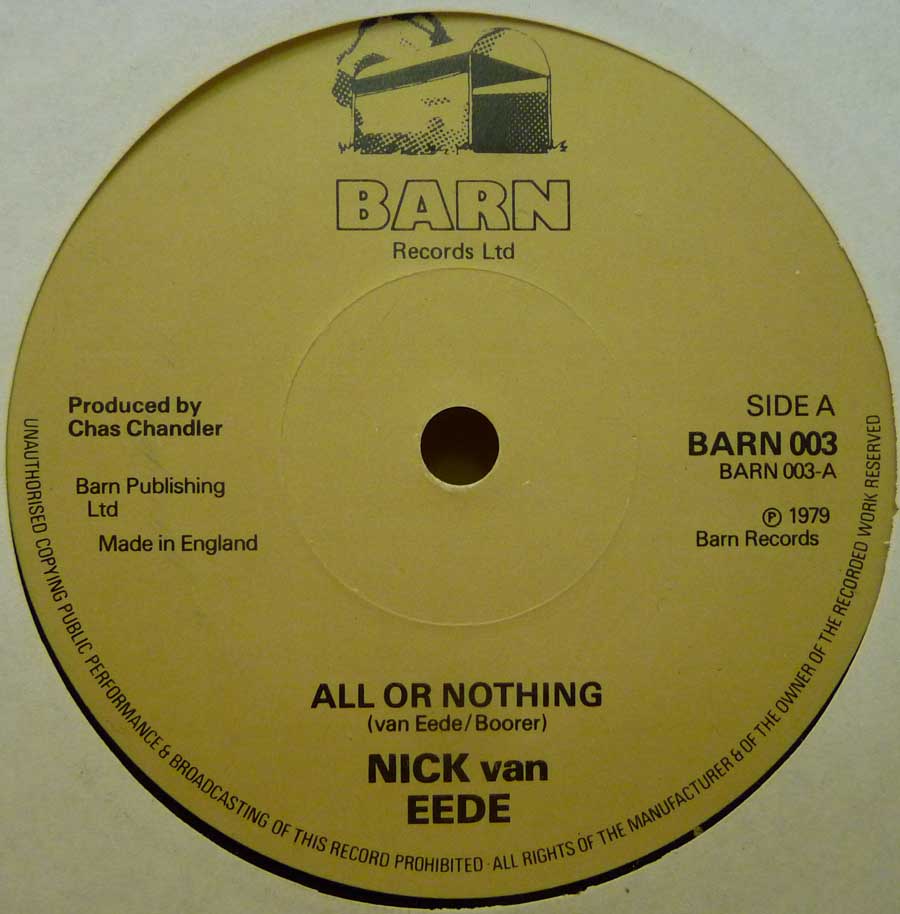 BARN
Records Ltd
Produced by
Chas Chandler
Barn Publishing
Ltd
Made in England
SIDE A
BARN 003
BARN 003-A
℗ 1979
Barn Records
ALL OR NOTHING
(van Eede/Boorer)
NICK van
EEDE
UNAUTHORISED COPYING PUBLIC PERFORMANCE & BROADCASTING OF THIS RECORD PROHIBITED · ALL RIGHTS OF THE MANUFACTURER & OF THE OWNER OF THE RECORDED WORK RESERVED